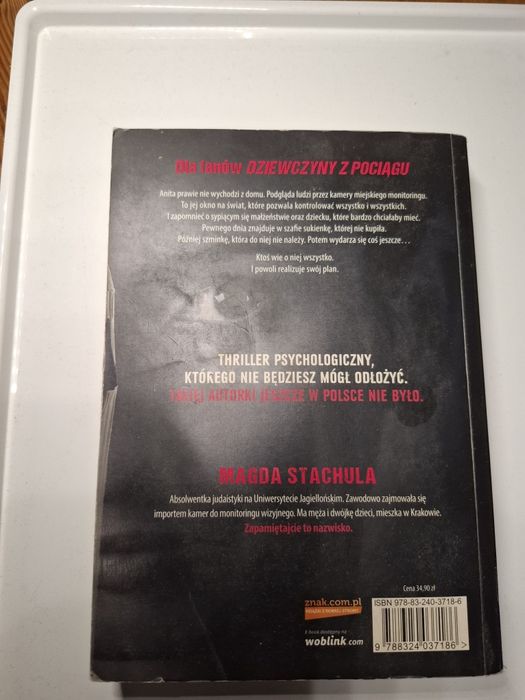 Dla fanów DZIEWCZYNY Z POCIĄGU
Anita prawie nie wychodzi z domu. Podgląda ludzi przez kamery miejskiego monitoringu.
To jej okno na świat, które pozwala kontrolować wszystko i wszystkich.
I zapomnieć o sypiącym się małżeństwie oraz dziecku, które bardzo chciałaby mieć.
Pewnego dnia znajduje w szafie sukienkę, której nie kupiła.
Później szminkę, która do niej nie należy. Potem wydarza się coś jeszcze…
Ktoś wie o niej wszystko.
I powoli realizuje swój plan.
THRILLER PSYCHOLOGICZNY,
KTÓREGO NIE BĘDZIESZ MÓGŁ ODŁOŻYĆ.
TAKIEJ AUTORKI JESZCZE W POLSCE NIE BYŁO.
MAGDA STACHULA
Absolwentka judaistyki na Uniwersytecie Jagiellońskim. Zawodowo zajmowała się
importem kamer do monitoringu wizyjnego. Ma męża i dwójkę dzieci, mieszka w Krakowie.
Zapamiętajcie to nazwisko.
Cena 34,90 zł
ISBN 978-83-240-3718-6
znak.com.pl
KSIĄŻKI Z DOBREJ STRONY
E-book dostępny na
woblink.com
9 788324 037186 >